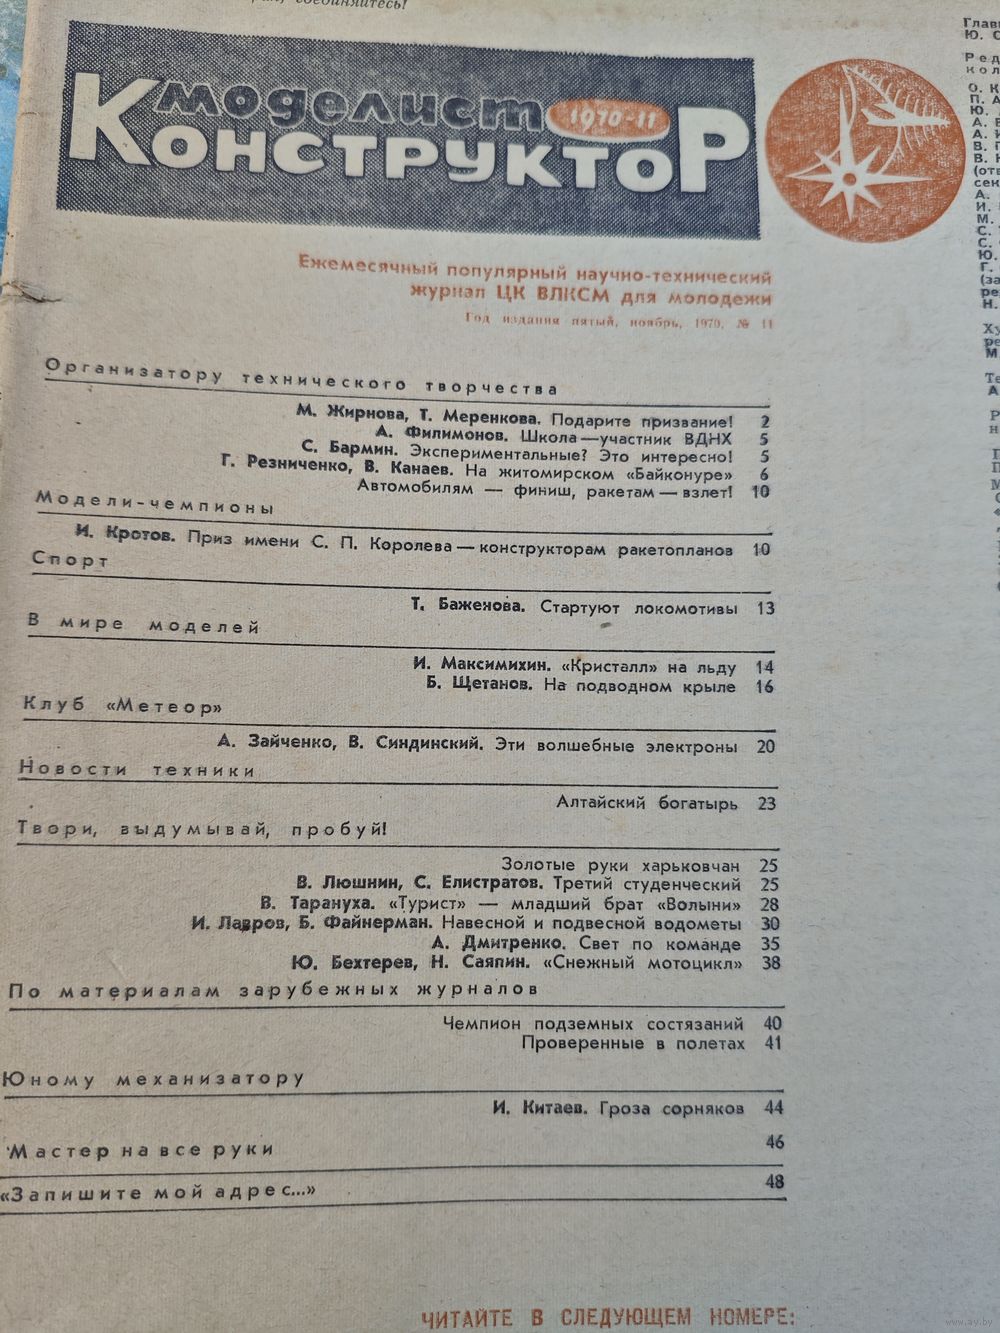 соединяйтесь!
Моделист
1970-11
Конструктор
Ежемесячный популярный научно-технический
журнал ЦК ВЛКСМ для молодежи
Год издания пятый, ноябрь, 1970, № 11
Организатору технического творчества
М. Жирнова, Т. Меренкова. Подарите призвание! 2
А. Филимонов. Школа — участник ВДНХ 5
С. Бармин. Экспериментальные? Это интересно! 5
Г. Резниченко, В. Канаев. На житомирском «Байконуре» 6
Автомобилям — финиш, ракетам — взлет! 10
Модели-чемпионы
И. Кротов. Приз имени С. П. Королева — конструкторам ракетопланов 10
Спорт
Т. Баженова. Стартуют локомотивы 13
В мире моделей
И. Максимихин. «Кристалл» на льду 14
Б. Щетанов. На подводном крыле 16
Клуб «Метеор»
А. Зайченко, В. Синдинский. Эти волшебные электроны 20
Новости техники
Алтайский богатырь 23
Твори, выдумывай, пробуй!
Золотые руки харьковчан 25
В. Люшнин, С. Елистратов. Третий студенческий 25
В. Тарануха. «Турист» — младший брат «Волыни» 28
И. Лавров, Б. Файнерман. Навесной и подвесной водометы 30
А. Дмитренко. Свет по команде 35
Ю. Бехтерев, Н. Саяпин. «Снежный мотоцикл» 38
По материалам зарубежных журналов
Чемпион подземных состязаний 40
Проверенные в полетах 41
Юному механизатору
И. Китаев. Гроза сорняков 44
Мастер на все руки 46
«Запишите мой адрес...» 48
ЧИТАЙТЕ В СЛЕДУЮЩЕМ НОМЕРЕ:
www.ay.by